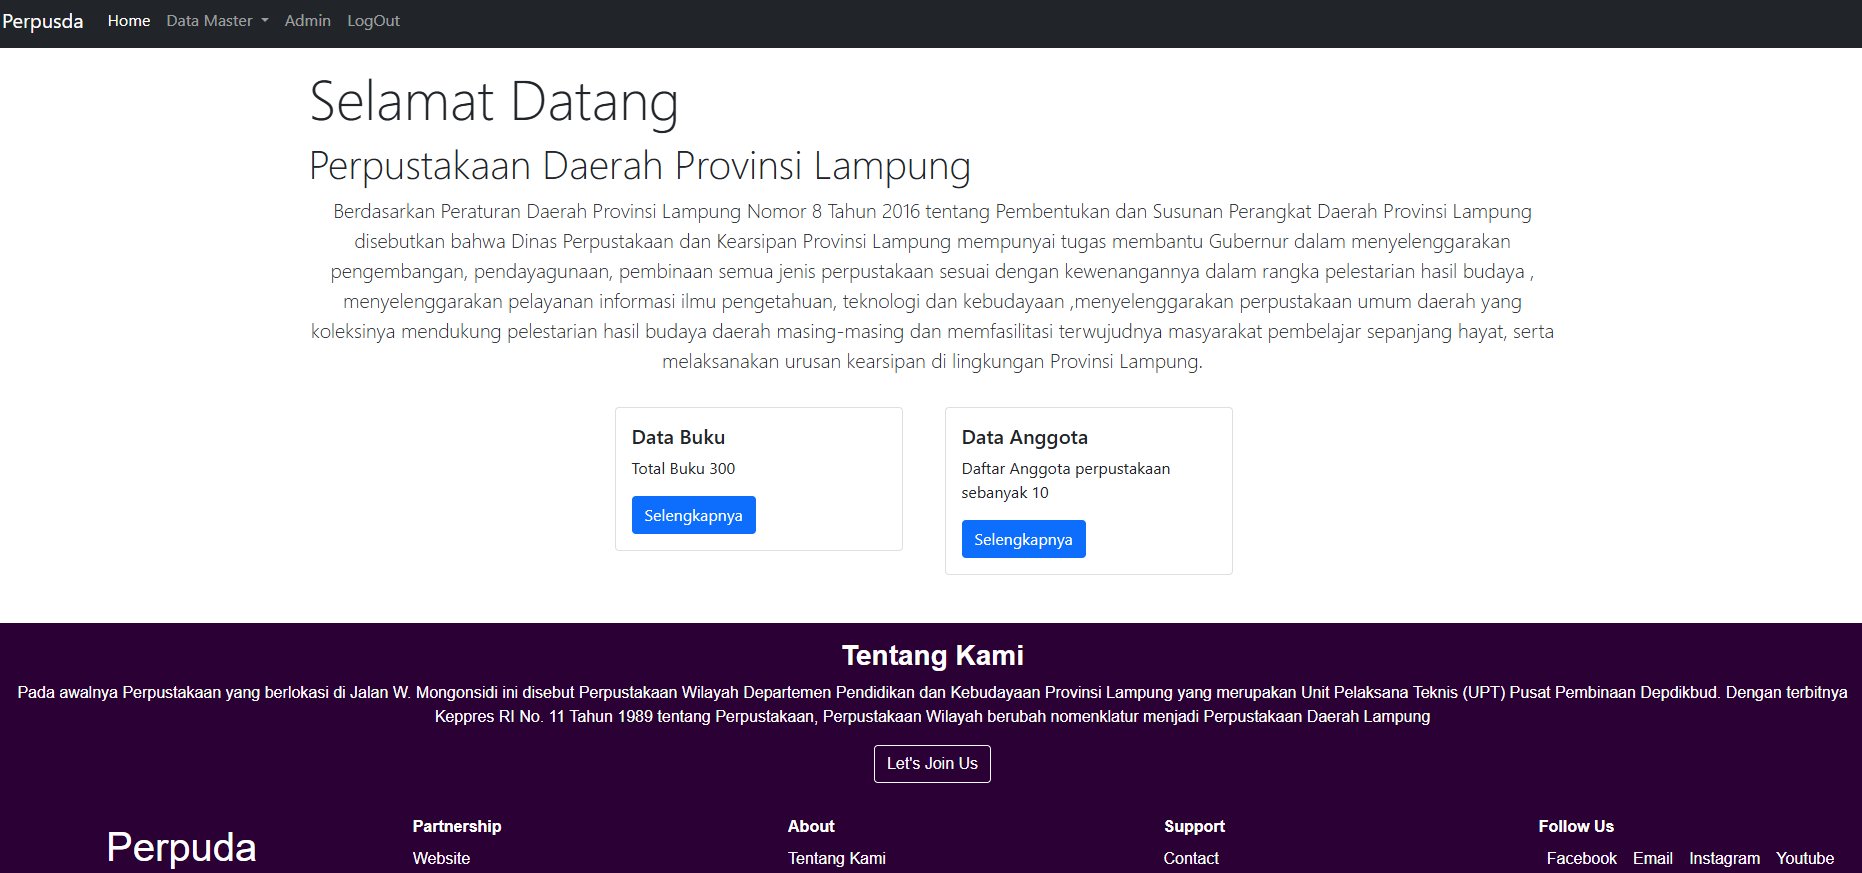 Perpusda Home Data Master Admin LogOut
Selamat Datang
Perpustakaan Daerah Provinsi Lampung
Berdasarkan Peraturan Daerah Provinsi Lampung Nomor 8 Tahun 2016 tentang Pembentukan dan Susunan Perangkat Daerah Provinsi Lampung
disebutkan bahwa Dinas Perpustakaan dan Kearsipan Provinsi Lampung mempunyai tugas membantu Gubernur dalam menyelenggarakan
pengembangan, pendayagunaan, pembinaan semua jenis perpustakaan sesuai dengan kewenangannya dalam rangka pelestarian hasil budaya ,
menyelenggarakan pelayanan informasi ilmu pengetahuan, teknologi dan kebudayaan ,menyelenggarakan perpustakaan umum daerah yang
koleksinya mendukung pelestarian hasil budaya daerah masing-masing dan memfasilitasi terwujudnya masyarakat pembelajar sepanjang hayat, serta
melaksanakan urusan kearsipan di lingkungan Provinsi Lampung.
Data Buku
Total Buku 300
Selengkapnya
Data Anggota
Daftar Anggota perpustakaan
sebanyak 10
Selengkapnya
Tentang Kami
Pada awalnya Perpustakaan yang berlokasi di Jalan W. Mongonsidi ini disebut Perpustakaan Wilayah Departemen Pendidikan dan Kebudayaan Provinsi Lampung yang merupakan Unit Pelaksana Teknis (UPT) Pusat Pembinaan Depdikbud. Dengan terbitnya
Keppres RI No. 11 Tahun 1989 tentang Perpustakaan, Perpustakaan Wilayah berubah nomenklatur menjadi Perpustakaan Daerah Lampung
Let's Join Us
Perpuda
Partnership
Website
About
Tentang Kami
Support
Contact
Follow Us
Facebook Email Instagram Youtube